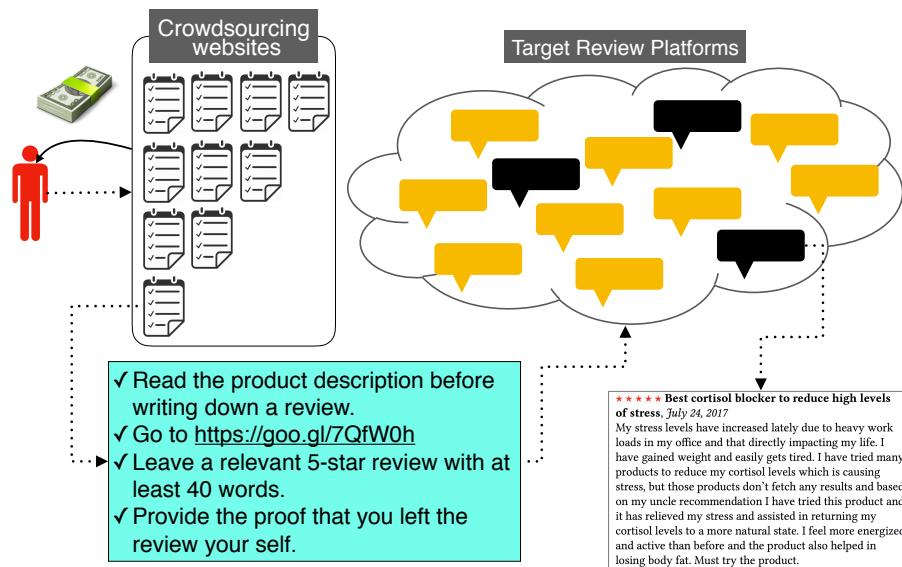 Crowdsourcing
websites
Target Review Platforms
✓ Read the product description before
writing down a review.
✓ Go to https://goo.gl/7QfW0h
✓ Leave a relevant 5-star review with at
least 40 words.
✓ Provide the proof that you left the
review your self.
★★★★★ Best cortisol blocker to reduce high levels
of stress, July 24, 2017
My stress levels have increased lately due to heavy work
loads in my office and that directly impacting my life. I
have gained weight and easily gets tired. I have tried many
products to reduce my cortisol levels which is causing
stress, but those products don't fetch any results and based
on my uncle recommendation I have tried this product and
it has relieved my stress and assisted in returning my
cortisol levels to a more natural state. I feel more energized
and active than before and the product also helped in
losing body fat. Must try the product.